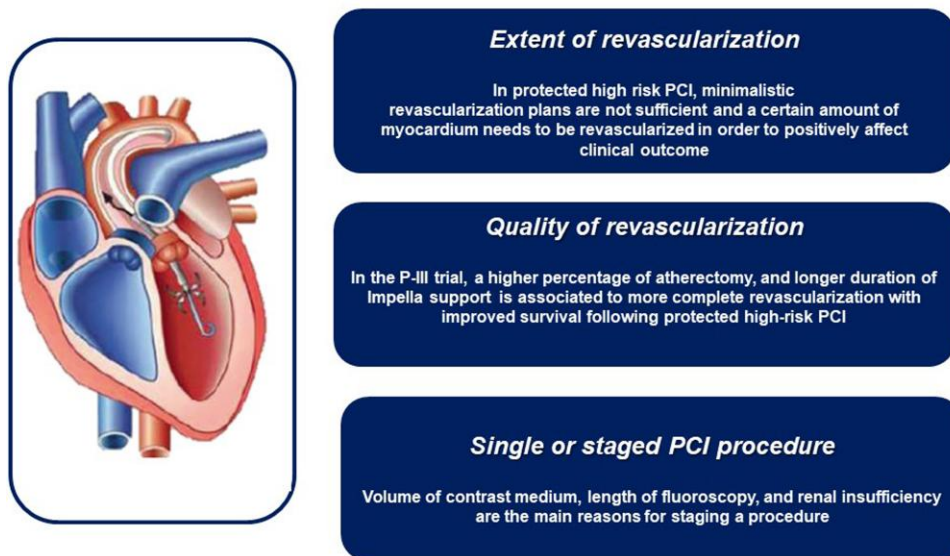 Extent of revascularization
In protected high risk PCI, minimalistic
revascularization plans are not sufficient and a certain amount of
myocardium needs to be revascularized in order to positively affect
clinical outcome
Quality of revascularization
In the P-III trial, a higher percentage of atherectomy, and longer duration of
Impella support is associated to more complete revascularization with
improved survival following protected high-risk PCI
Single or staged PCI procedure
Volume of contrast medium, length of fluoroscopy, and renal insufficiency
are the main reasons for staging a procedure